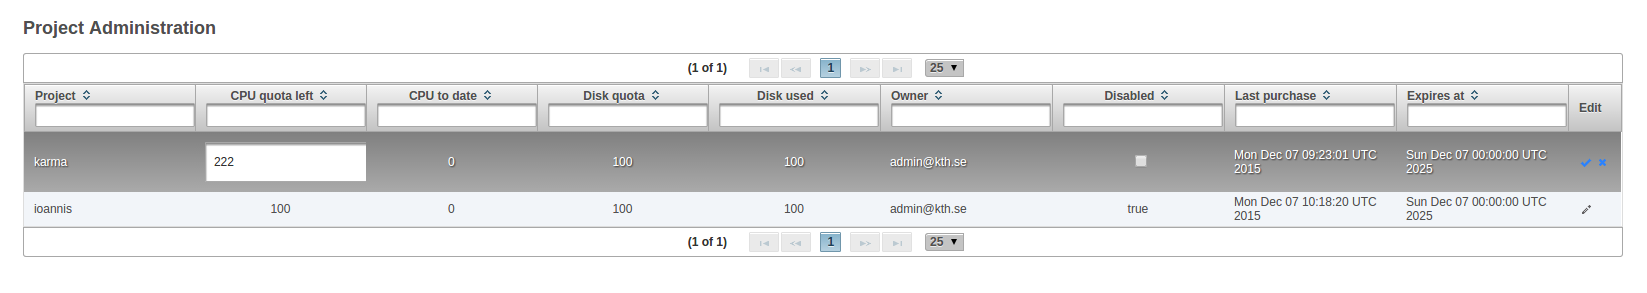 Project Administration
(1 of 1) 1 25
Project CPU quota left CPU to date Disk quota Disk used Owner Disabled Last purchase Expires at Edit
karma 222 0 100 100 admin@kth.se Mon Dec 07 09:23:01 UTC 2015 Sun Dec 07 00:00:00 UTC 2025
ioannis 100 0 100 100 admin@kth.se true Mon Dec 07 10:18:20 UTC 2015 Sun Dec 07 00:00:00 UTC 2025
(1 of 1) 1 25